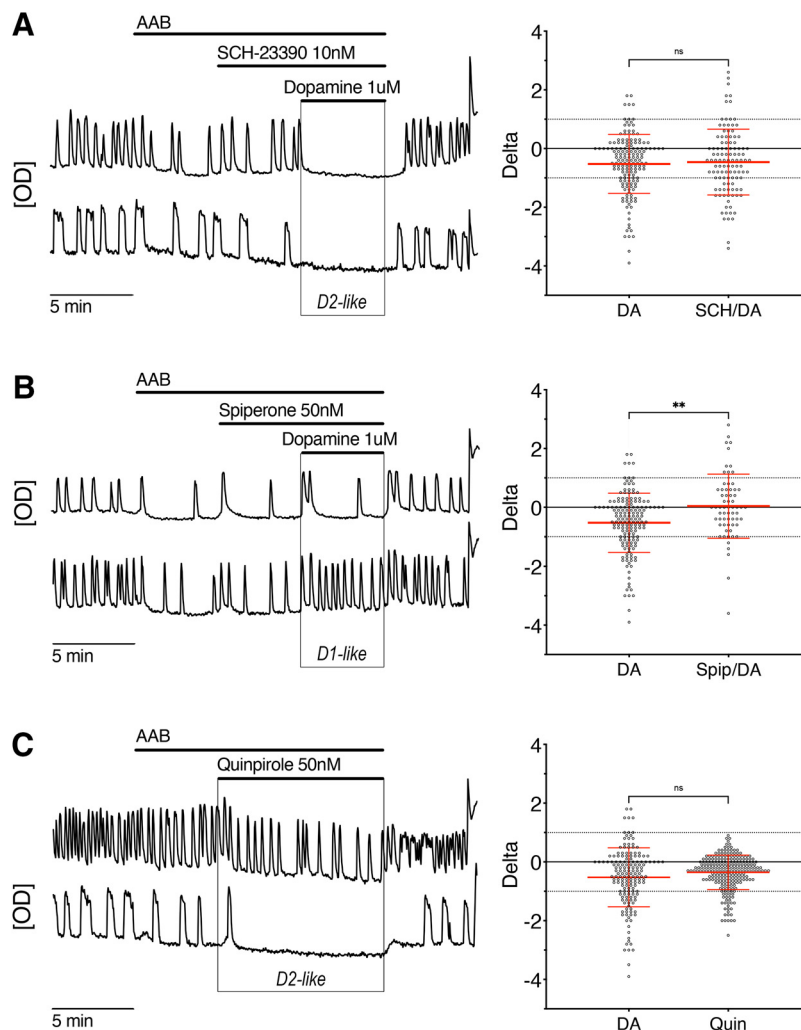 A
AAB
SCH-23390 10nM
Dopamine 1uM
[OD]
5 min
D2-like
4
2
0
-2
-4
Delta
ns
DA
SCH/DA
B
AAB
Spiperone 50nM
Dopamine 1uM
[OD]
5 min
D1-like
4
2
0
-2
-4
Delta
**
DA
Spip/DA
C
AAB
Quinpirole 50nM
[OD]
5 min
D2-like
4
2
0
-2
-4
Delta
ns
DA
Quin